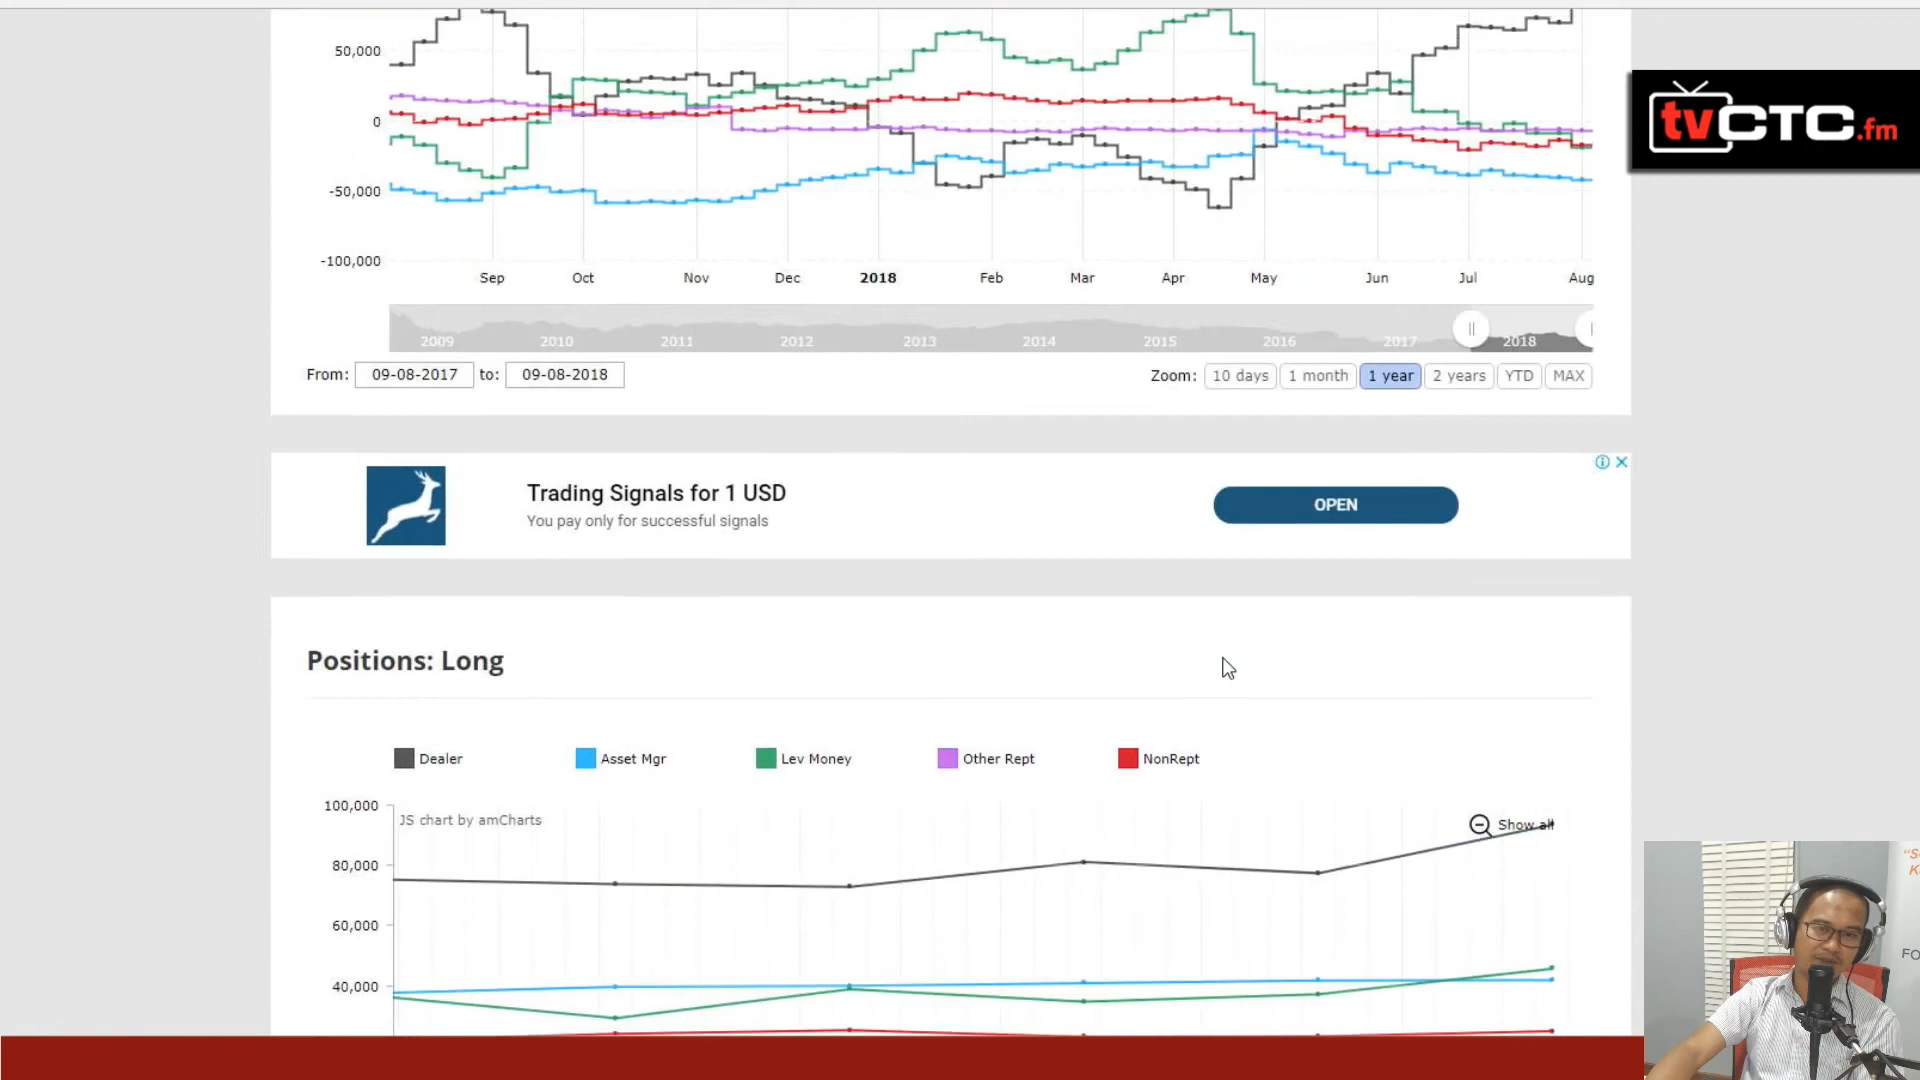 50,000
0
-50,000
-100,000
Sep Oct Nov Dec 2018 Feb Mar Apr May Jun Jul Aug
2009 2010 2011 2012 2013 2014 2015 2016 2017 2018
From: 09-08-2017 to: 09-08-2018
Zoom: 10 days 1 month 1 year 2 years YTD MAX
tvCTC.fm
Trading Signals for 1 USD
You pay only for successful signals
OPEN
Positions: Long
Dealer Asset Mgr Lev Money Other Rept NonRept
100,000
JS chart by amCharts
Show all
80,000
60,000
40,000
FO